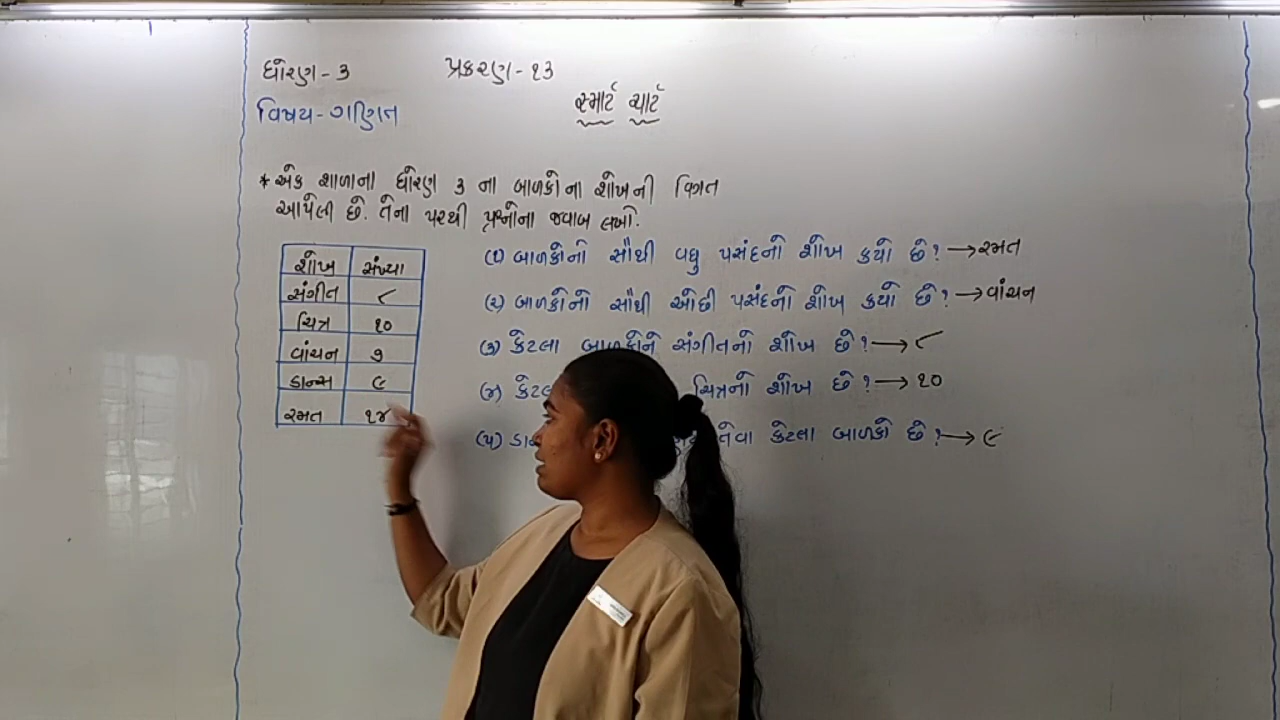 ધોરણ - ૩
પ્રકરણ - ૧૩
વિષય - ગણિત
સ્માર્ટ ચાર્ટ
* એક શાળાના ધોરણ ૩ ના બાળકોના શોખની વિગત
આપેલી છે. તેના પરથી પ્રશ્નોના જવાબ લખો.
શોખ સંખ્યા
સંગીત ૮
ચિત્ર ૧૦
વાંચન ૭
ડાન્સ ૯
રમત ૧૪
(૧) બાળકોનો સૌથી વધુ પસંદનો શોખ કયો છે? → રમત
(૨) બાળકોનો સૌથી ઓછી પસંદનો શોખ કયો છે? → વાંચન
(૩) કેટલા બાળકોને સંગીતનો શોખ છે? → ૮
(૪) ચિત્રનો શોખ છે? → ૧૦
(૫) તેવા કેટલા બાળકો છે? → ૯